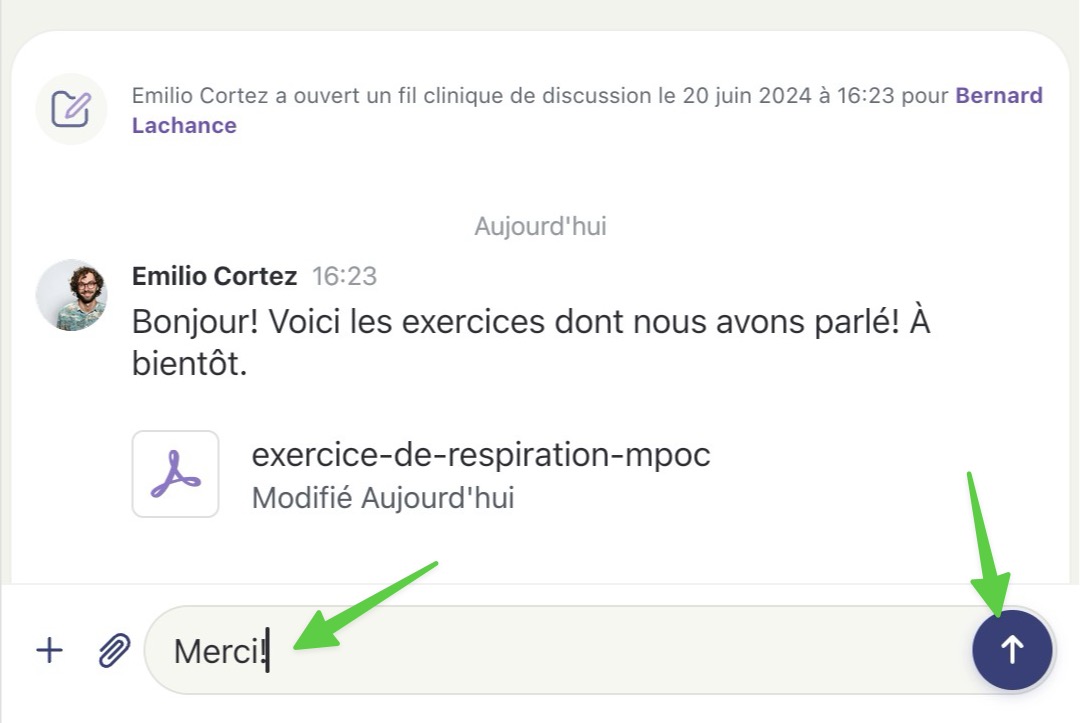 Emilio Cortez a ouvert un fil clinique de discussion le 20 juin 2024 à 16:23 pour Bernard
Lachance
Aujourd'hui
Emilio Cortez 16:23
Bonjour! Voici les exercices dont nous avons parlé! À
bientôt.
exercice-de-respiration-mpoc
Modifié Aujourd'hui
Merci!